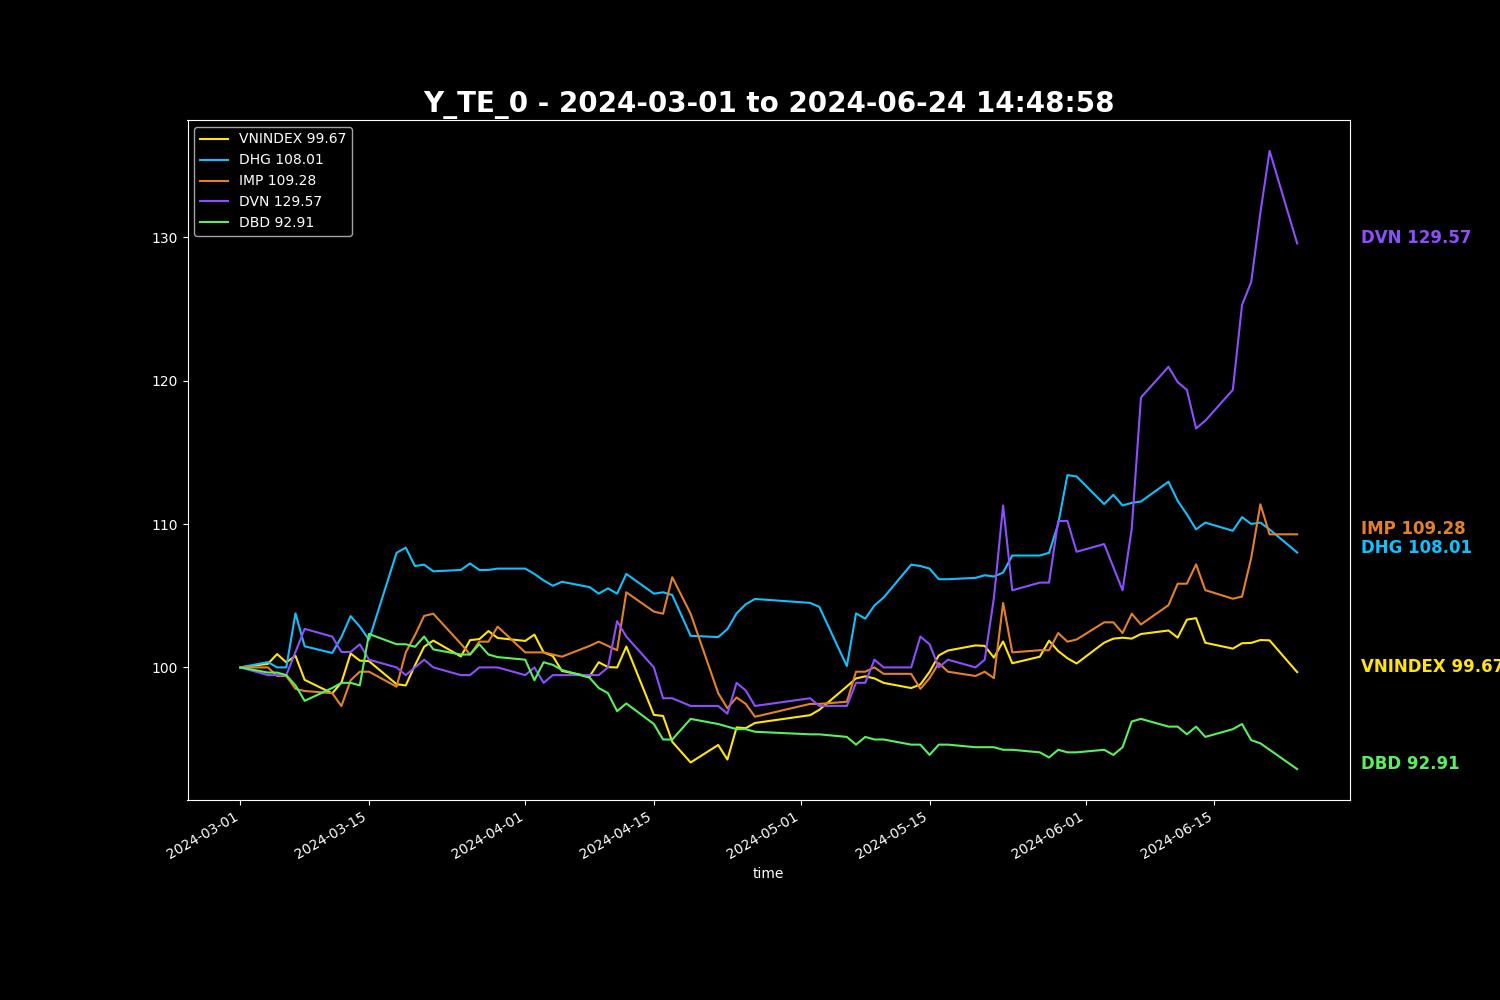 Y_TE_0 - 2024-03-01 to 2024-06-24 14:48:58
VNINDEX 99.67
DHG 108.01
IMP 109.28
DVN 129.57
DBD 92.91
130
120
110
100
DVN 129.57
IMP 109.28
DHG 108.01
VNINDEX 99.67
DBD 92.91
2024-03-01
2024-03-15
2024-04-01
2024-04-15
2024-05-01
2024-05-15
2024-06-01
2024-06-15
time